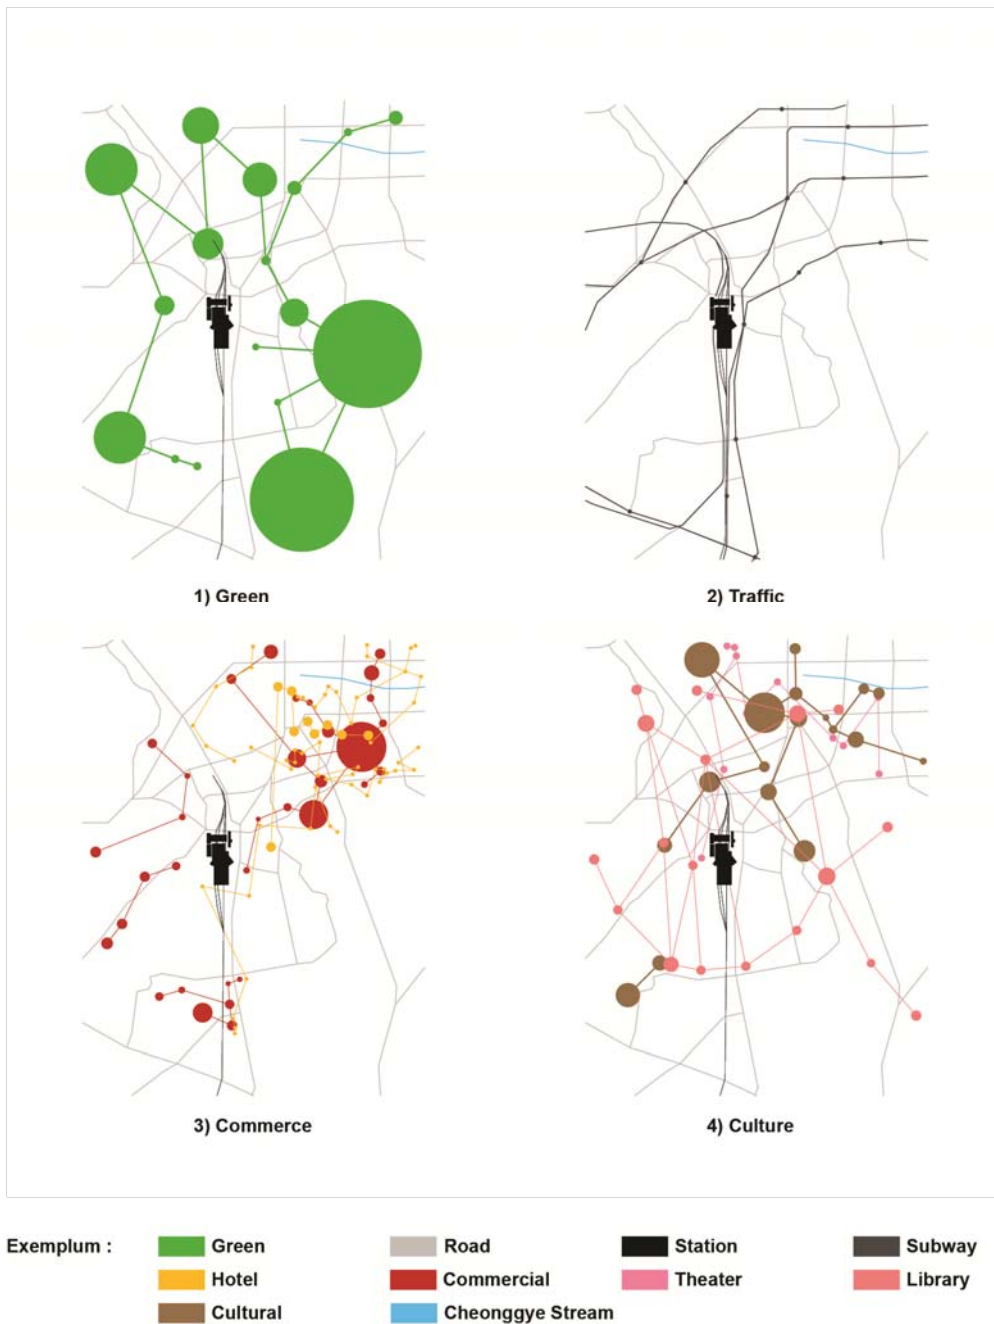 1) Green
2) Traffic
3) Commerce
4) Culture
Exemplum : Green Road Station Subway
Hotel Commercial Theater Library
Cultural Cheonggye Stream